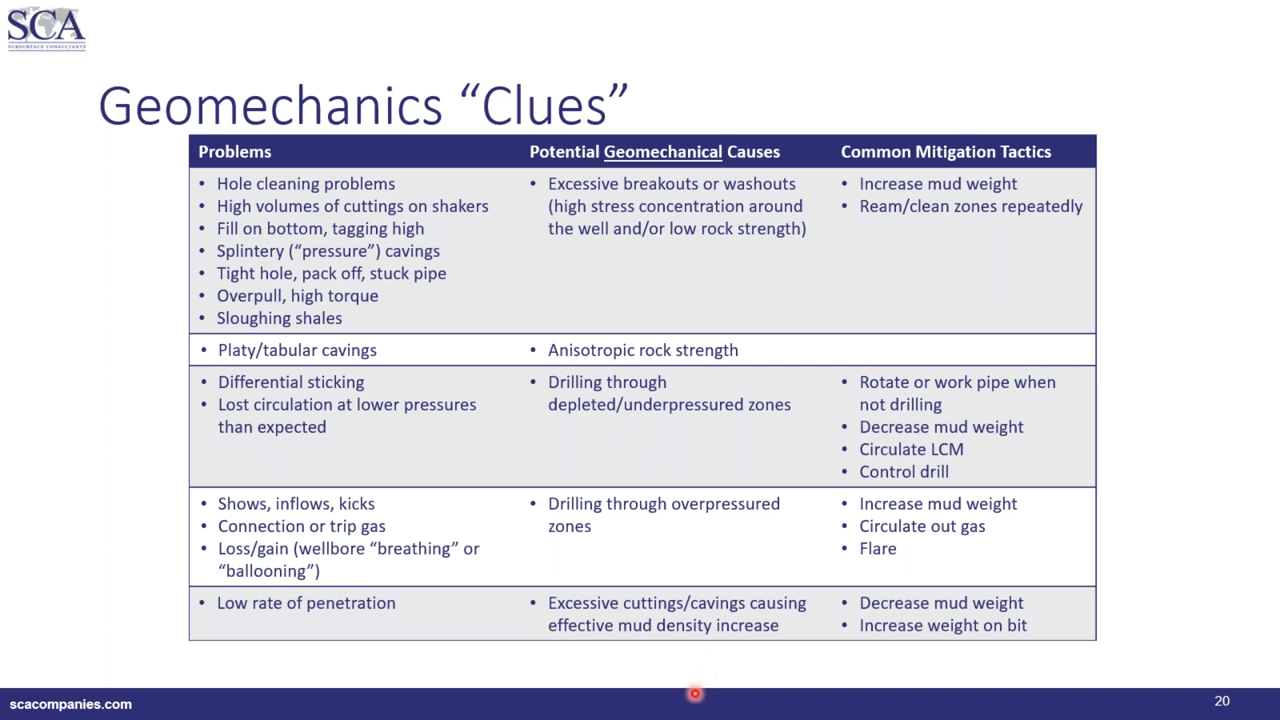 SCA
SUBSURFACE CONSULTANTS
Geomechanics “Clues”
Problems
Potential Geomechanical Causes
Common Mitigation Tactics
• Hole cleaning problems
• High volumes of cuttings on shakers
• Fill on bottom, tagging high
• Splintery (“pressure”) cavings
• Tight hole, pack off, stuck pipe
• Overpull, high torque
• Sloughing shales
• Excessive breakouts or washouts
(high stress concentration around
the well and/or low rock strength)
• Increase mud weight
• Ream/clean zones repeatedly
• Platy/tabular cavings
• Anisotropic rock strength
• Differential sticking
• Lost circulation at lower pressures
than expected
• Drilling through
depleted/underpressured zones
• Rotate or work pipe when
not drilling
• Decrease mud weight
• Circulate LCM
• Control drill
• Shows, inflows, kicks
• Connection or trip gas
• Loss/gain (wellbore “breathing” or
“ballooning”)
• Drilling through overpressured
zones
• Increase mud weight
• Circulate out gas
• Flare
• Low rate of penetration
• Excessive cuttings/cavings causing
effective mud density increase
• Decrease mud weight
• Increase weight on bit
scacompanies.com
20